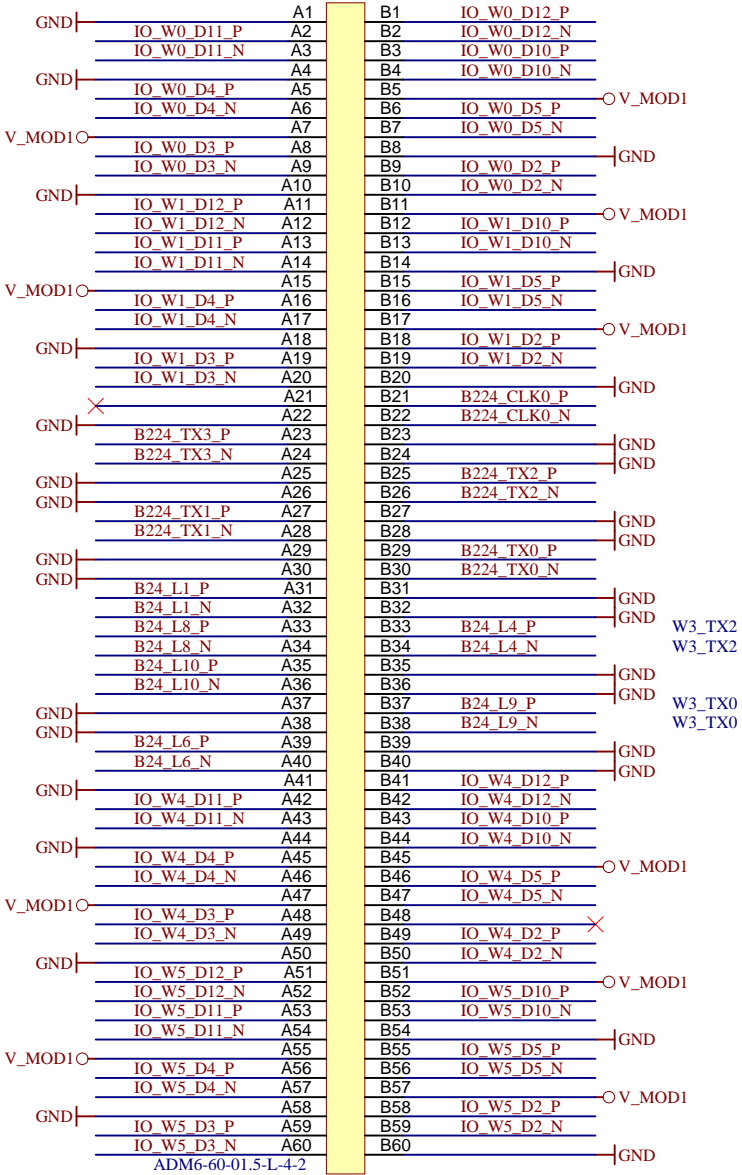 GND A1 B1 IO_W0_D12_P
IO_W0_D11_P A2 B2 IO_W0_D12_N
IO_W0_D11_N A3 B3 IO_W0_D10_P
GND A4 B4 IO_W0_D10_N
IO_W0_D4_P A5 B5 V_MOD1
IO_W0_D4_N A6 B6 IO_W0_D5_P
V_MOD1 A7 B7 IO_W0_D5_N
IO_W0_D3_P A8 B8 GND
IO_W0_D3_N A9 B9 IO_W0_D2_P
GND A10 B10 IO_W0_D2_N
IO_W1_D12_P A11 B11 V_MOD1
IO_W1_D12_N A12 B12 IO_W1_D10_P
IO_W1_D11_P A13 B13 IO_W1_D10_N
IO_W1_D11_N A14 B14 GND
V_MOD1 A15 B15 IO_W1_D5_P
IO_W1_D4_P A16 B16 IO_W1_D5_N
IO_W1_D4_N A17 B17 V_MOD1
GND A18 B18 IO_W1_D2_P
IO_W1_D3_P A19 B19 IO_W1_D2_N
IO_W1_D3_N A20 B20 GND
A21 B21 B224_CLK0_P
GND A22 B22 B224_CLK0_N
B224_TX3_P A23 B23 GND
B224_TX3_N A24 B24 GND
GND A25 B25 B224_TX2_P
GND A26 B26 B224_TX2_N
B224_TX1_P A27 B27 GND
B224_TX1_N A28 B28 GND
GND A29 B29 B224_TX0_P
GND A30 B30 B224_TX0_N
B24_L1_P A31 B31 GND
B24_L1_N A32 B32 GND
B24_L8_P A33 B33 B24_L4_P W3_TX2
B24_L8_N A34 B34 B24_L4_N W3_TX2
B24_L10_P A35 B35 GND
B24_L10_N A36 B36 GND
GND A37 B37 B24_L9_P W3_TX0
GND A38 B38 B24_L9_N W3_TX0
B24_L6_P A39 B39 GND
B24_L6_N A40 B40 GND
GND A41 B41 IO_W4_D12_P
IO_W4_D11_P A42 B42 IO_W4_D12_N
IO_W4_D11_N A43 B43 IO_W4_D10_P
GND A44 B44 IO_W4_D10_N
IO_W4_D4_P A45 B45 V_MOD1
IO_W4_D4_N A46 B46 IO_W4_D5_P
V_MOD1 A47 B47 IO_W4_D5_N
IO_W4_D3_P A48 B48
IO_W4_D3_N A49 B49 IO_W4_D2_P
GND A50 B50 IO_W4_D2_N
IO_W5_D12_P A51 B51 V_MOD1
IO_W5_D12_N A52 B52 IO_W5_D10_P
IO_W5_D11_P A53 B53 IO_W5_D10_N
IO_W5_D11_N A54 B54 GND
V_MOD1 A55 B55 IO_W5_D5_P
IO_W5_D4_P A56 B56 IO_W5_D5_N
IO_W5_D4_N A57 B57 V_MOD1
GND A58 B58 IO_W5_D2_P
IO_W5_D3_P A59 B59 IO_W5_D2_N
IO_W5_D3_N A60 B60 GND
ADM6-60-01.5-L-4-2